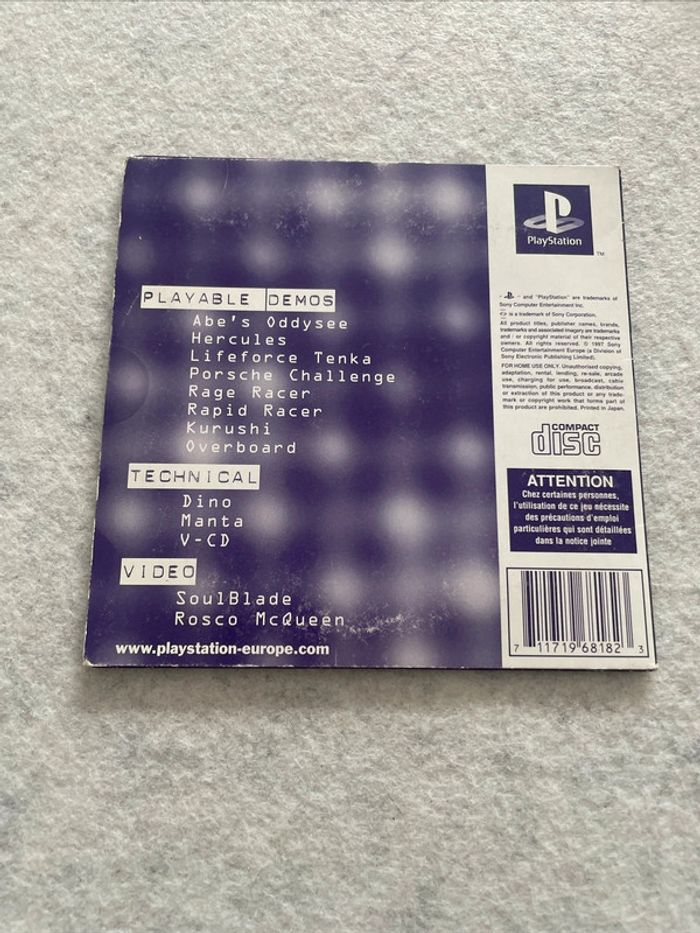 PLAYABLE DEMOS
Abe's Oddysee
Hercules
Lifeforce Tenka
Porsche Challenge
Rage Racer
Rapid Racer
Kurushi
Overboard
TECHNICAL
Dino
Manta
V-CD
VIDEO
SoulBlade
Rosco McQueen
www.playstation-europe.com
PlayStation
TM
and "PlayStation" are trademarks of
Sony Computer Entertainment Inc.
is a trademark of Sony Corporation.
All product titles, publisher names, brands,
trademarks and associated imagery are trademarks
and / or copyright material of their respective
owners. All rights reserved. © 1997 Sony
Computer Entertainment Europe (a Division of
Sony Electronic Publishing Limited)
FOR HOME USE ONLY. Unauthorised copying,
adaptation, rental, lending, re-sale, arcade
use, charging for use, broadcast, cable
transmission, public performance, distribution
or extraction of this product or any trade-
mark or copyright work that forms part of
this product are prohibited. Printed in Japan.
COMPACT
disc
ATTENTION
Chez certaines personnes,
l'utilisation de ce jeu nécessite
des précautions d'emploi
particulières qui sont détaillées
dans la notice jointe
7 11719 68182 3